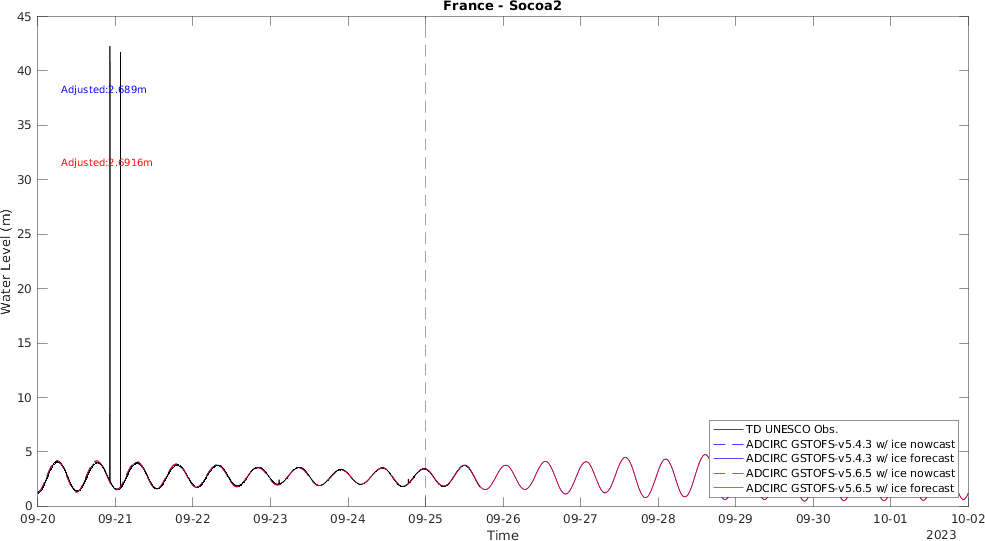 France - Socoa2
45
40
35
30
25
20
15
10
5
0
Water Level (m)
Adjusted:2.689m
Adjusted:2.6916m
TD UNESCO Obs.
ADCIRC GSTOFS-v5.4.3 w/ ice nowcast
ADCIRC GSTOFS-v5.4.3 w/ ice forecast
ADCIRC GSTOFS-v5.6.5 w/ ice nowcast
ADCIRC GSTOFS-v5.6.5 w/ ice forecast
09-20 09-21 09-22 09-23 09-24 09-25 09-26 09-27 09-28 09-29 09-30 10-01 10-02
Time
2023